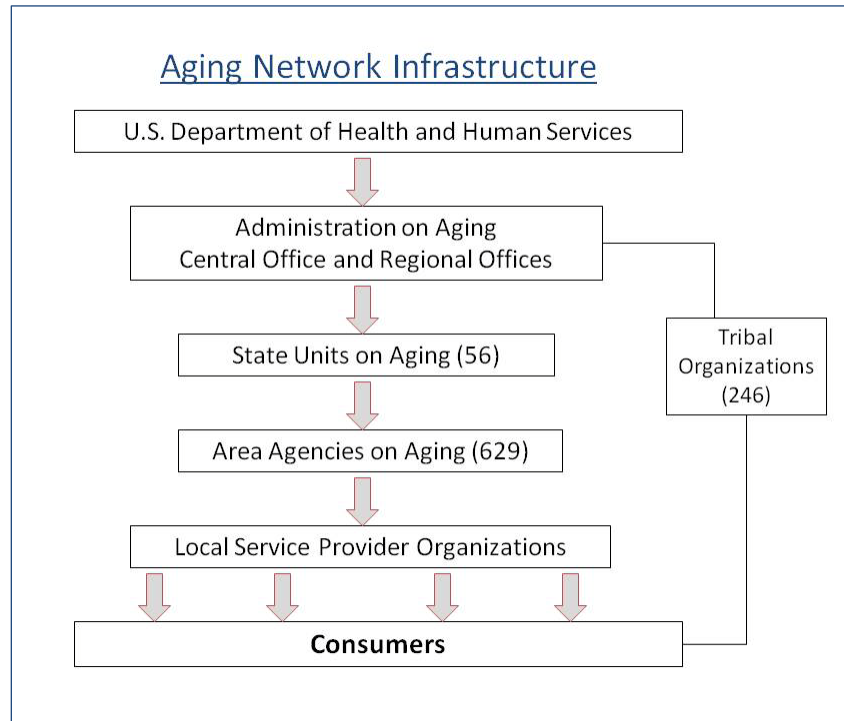 Aging Network Infrastructure
U.S. Department of Health and Human Services
Administration on Aging
Central Office and Regional Offices
State Units on Aging (56)
Tribal
Organizations
(246)
Area Agencies on Aging (629)
Local Service Provider Organizations
Consumers